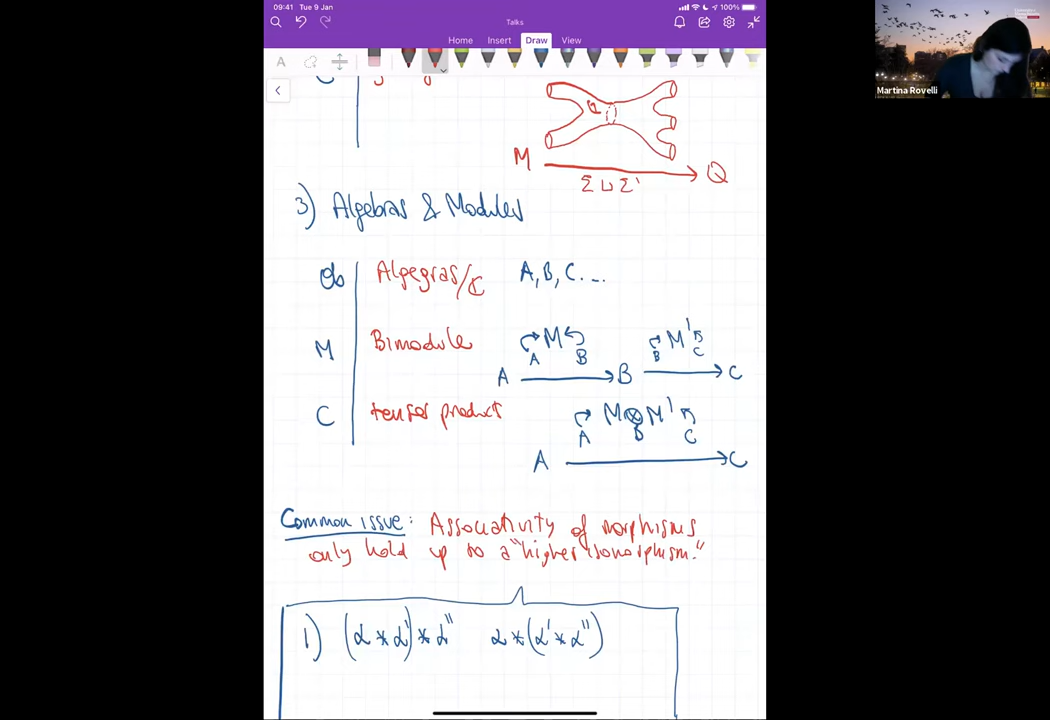 09:41 Tue 9 Jan
100%
Talks
Home Insert Draw View
Martina Rovelli
M Σ ⊔ Σ' Q
3) Algebras & Modules
Ob Algegras/ℂ A, B, C ....
M Bimodule A M B B M' C
A B C
C tensor product A M ⊗ M' C
B
A C
Common issue: Associativity of morphisms
only hold up to a "higher isomorphism."
1) (α * α') * α'' α * (α' * α'')